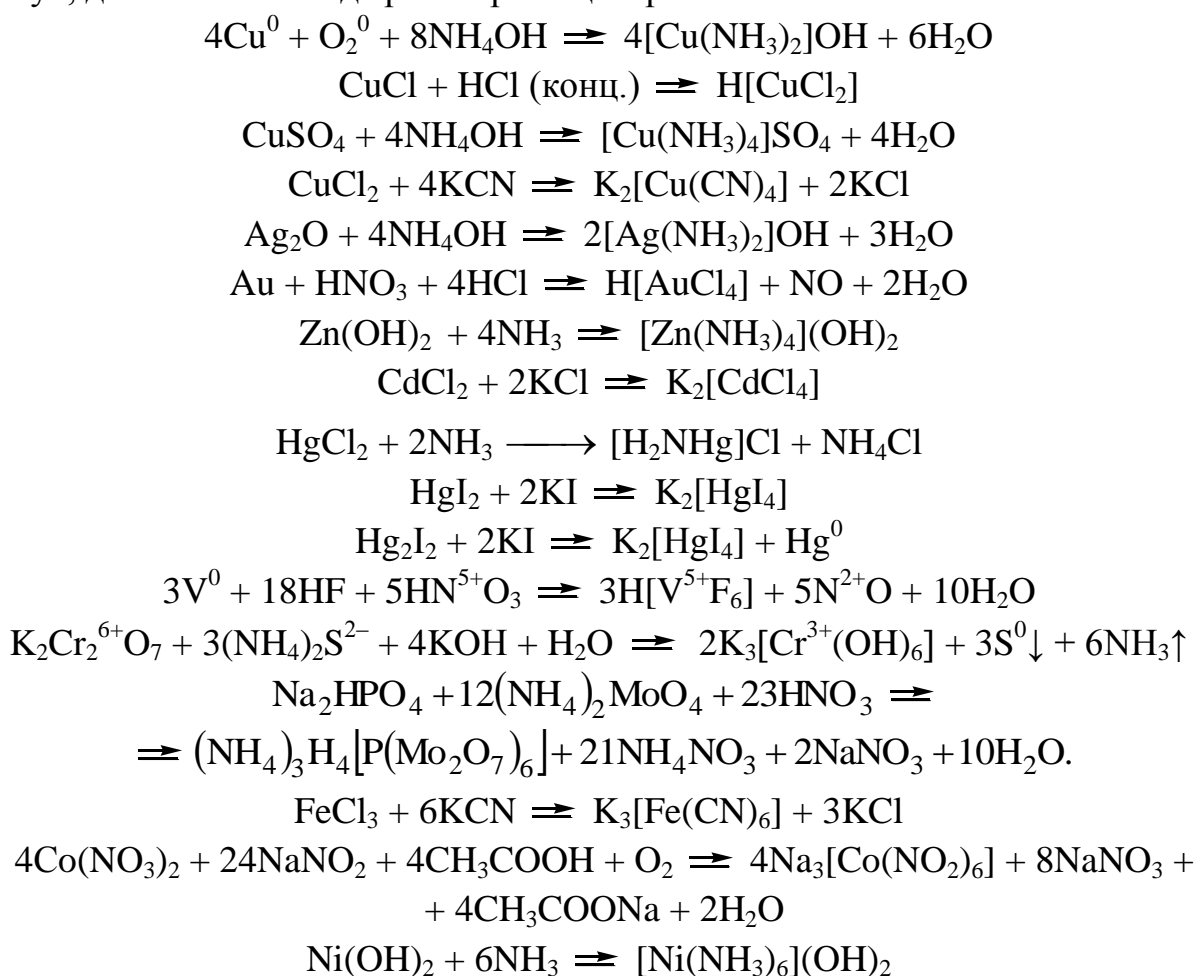 4Cu⁰ + O₂⁰ + 8NH₄OH ⇌ 4[Cu(NH₃)₂]OH + 6H₂O
CuCl + HCl (конц.) ⇌ H[CuCl₂]
CuSO₄ + 4NH₄OH ⇌ [Cu(NH₃)₄]SO₄ + 4H₂O
CuCl₂ + 4KCN ⇌ K₂[Cu(CN)₄] + 2KCl
Ag₂O + 4NH₄OH ⇌ 2[Ag(NH₃)₂]OH + 3H₂O
Au + HNO₃ + 4HCl ⇌ H[AuCl₄] + NO + 2H₂O
Zn(OH)₂ + 4NH₃ ⇌ [Zn(NH₃)₄](OH)₂
CdCl₂ + 2KCl ⇌ K₂[CdCl₄]
HgCl₂ + 2NH₃ ⟶ [H₂NHg]Cl + NH₄Cl
HgI₂ + 2KI ⇌ K₂[HgI₄]
Hg₂I₂ + 2KI ⇌ K₂[HgI₄] + Hg⁰
3V⁰ + 18HF + 5HN⁵⁺O₃ ⇌ 3H[V⁵⁺F₆] + 5N²⁺O + 10H₂O
K₂Cr₂⁶⁺O₇ + 3(NH₄)₂S²⁻ + 4KOH + H₂O ⇌ 2K₃[Cr³⁺(OH)₆] + 3S⁰↓ + 6NH₃↑
Na₂HPO₄ + 12(NH₄)₂MoO₄ + 23HNO₃ ⇌
⇌ (NH₄)₃H₄[P(Mo₂O₇)₆] + 21NH₄NO₃ + 2NaNO₃ + 10H₂O.
FeCl₃ + 6KCN ⇌ K₃[Fe(CN)₆] + 3KCl
4Co(NO₃)₂ + 24NaNO₂ + 4CH₃COOH + O₂ ⇌ 4Na₃[Co(NO₂)₆] + 8NaNO₃ +
+ 4CH₃COONa + 2H₂O
Ni(OH)₂ + 6NH₃ ⇌ [Ni(NH₃)₆](OH)₂